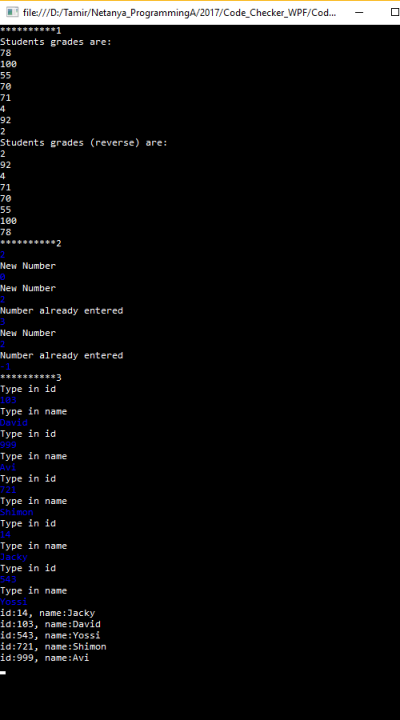 file:///D:/Tamir/Netanya_ProgrammingA/2017/Code_Checker_WPF/Cod...
**********1
Students grades are:
78
100
55
70
71
4
92
2
Students grades (reverse) are:
2
92
4
71
70
55
100
78
**********2
2
New Number
0
New Number
2
Number already entered
3
New Number
2
Number already entered
-1
**********3
Type in id
103
Type in name
David
Type in id
999
Type in name
Avi
Type in id
721
Type in name
Shimon
Type in id
14
Type in name
Jacky
Type in id
543
Type in name
Yossi
id:14, name:Jacky
id:103, name:David
id:543, name:Yossi
id:721, name:Shimon
id:999, name:Avi